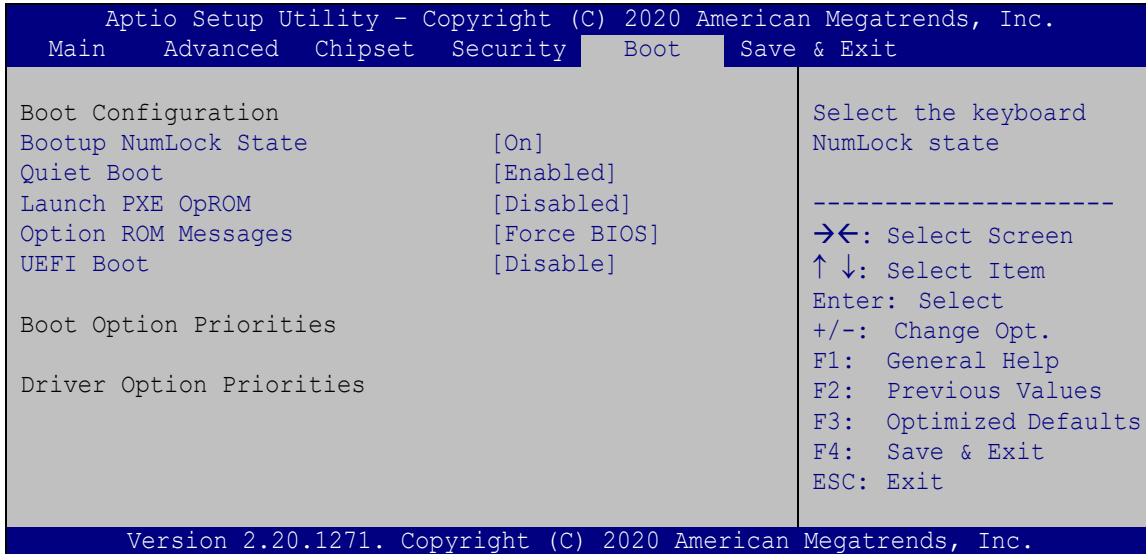 Aptio Setup Utility – Copyright (C) 2020 American Megatrends, Inc.
Main Advanced Chipset Security Boot Save & Exit
Boot Configuration
Bootup NumLock State [On]
Quiet Boot [Enabled]
Launch PXE OpROM [Disabled]
Option ROM Messages [Force BIOS]
UEFI Boot [Disable]
Boot Option Priorities
Driver Option Priorities
Select the keyboard
NumLock state
---------------------
→←: Select Screen
↑ ↓: Select Item
Enter: Select
+/-: Change Opt.
F1: General Help
F2: Previous Values
F3: Optimized Defaults
F4: Save & Exit
ESC: Exit
Version 2.20.1271. Copyright (C) 2020 American Megatrends, Inc.